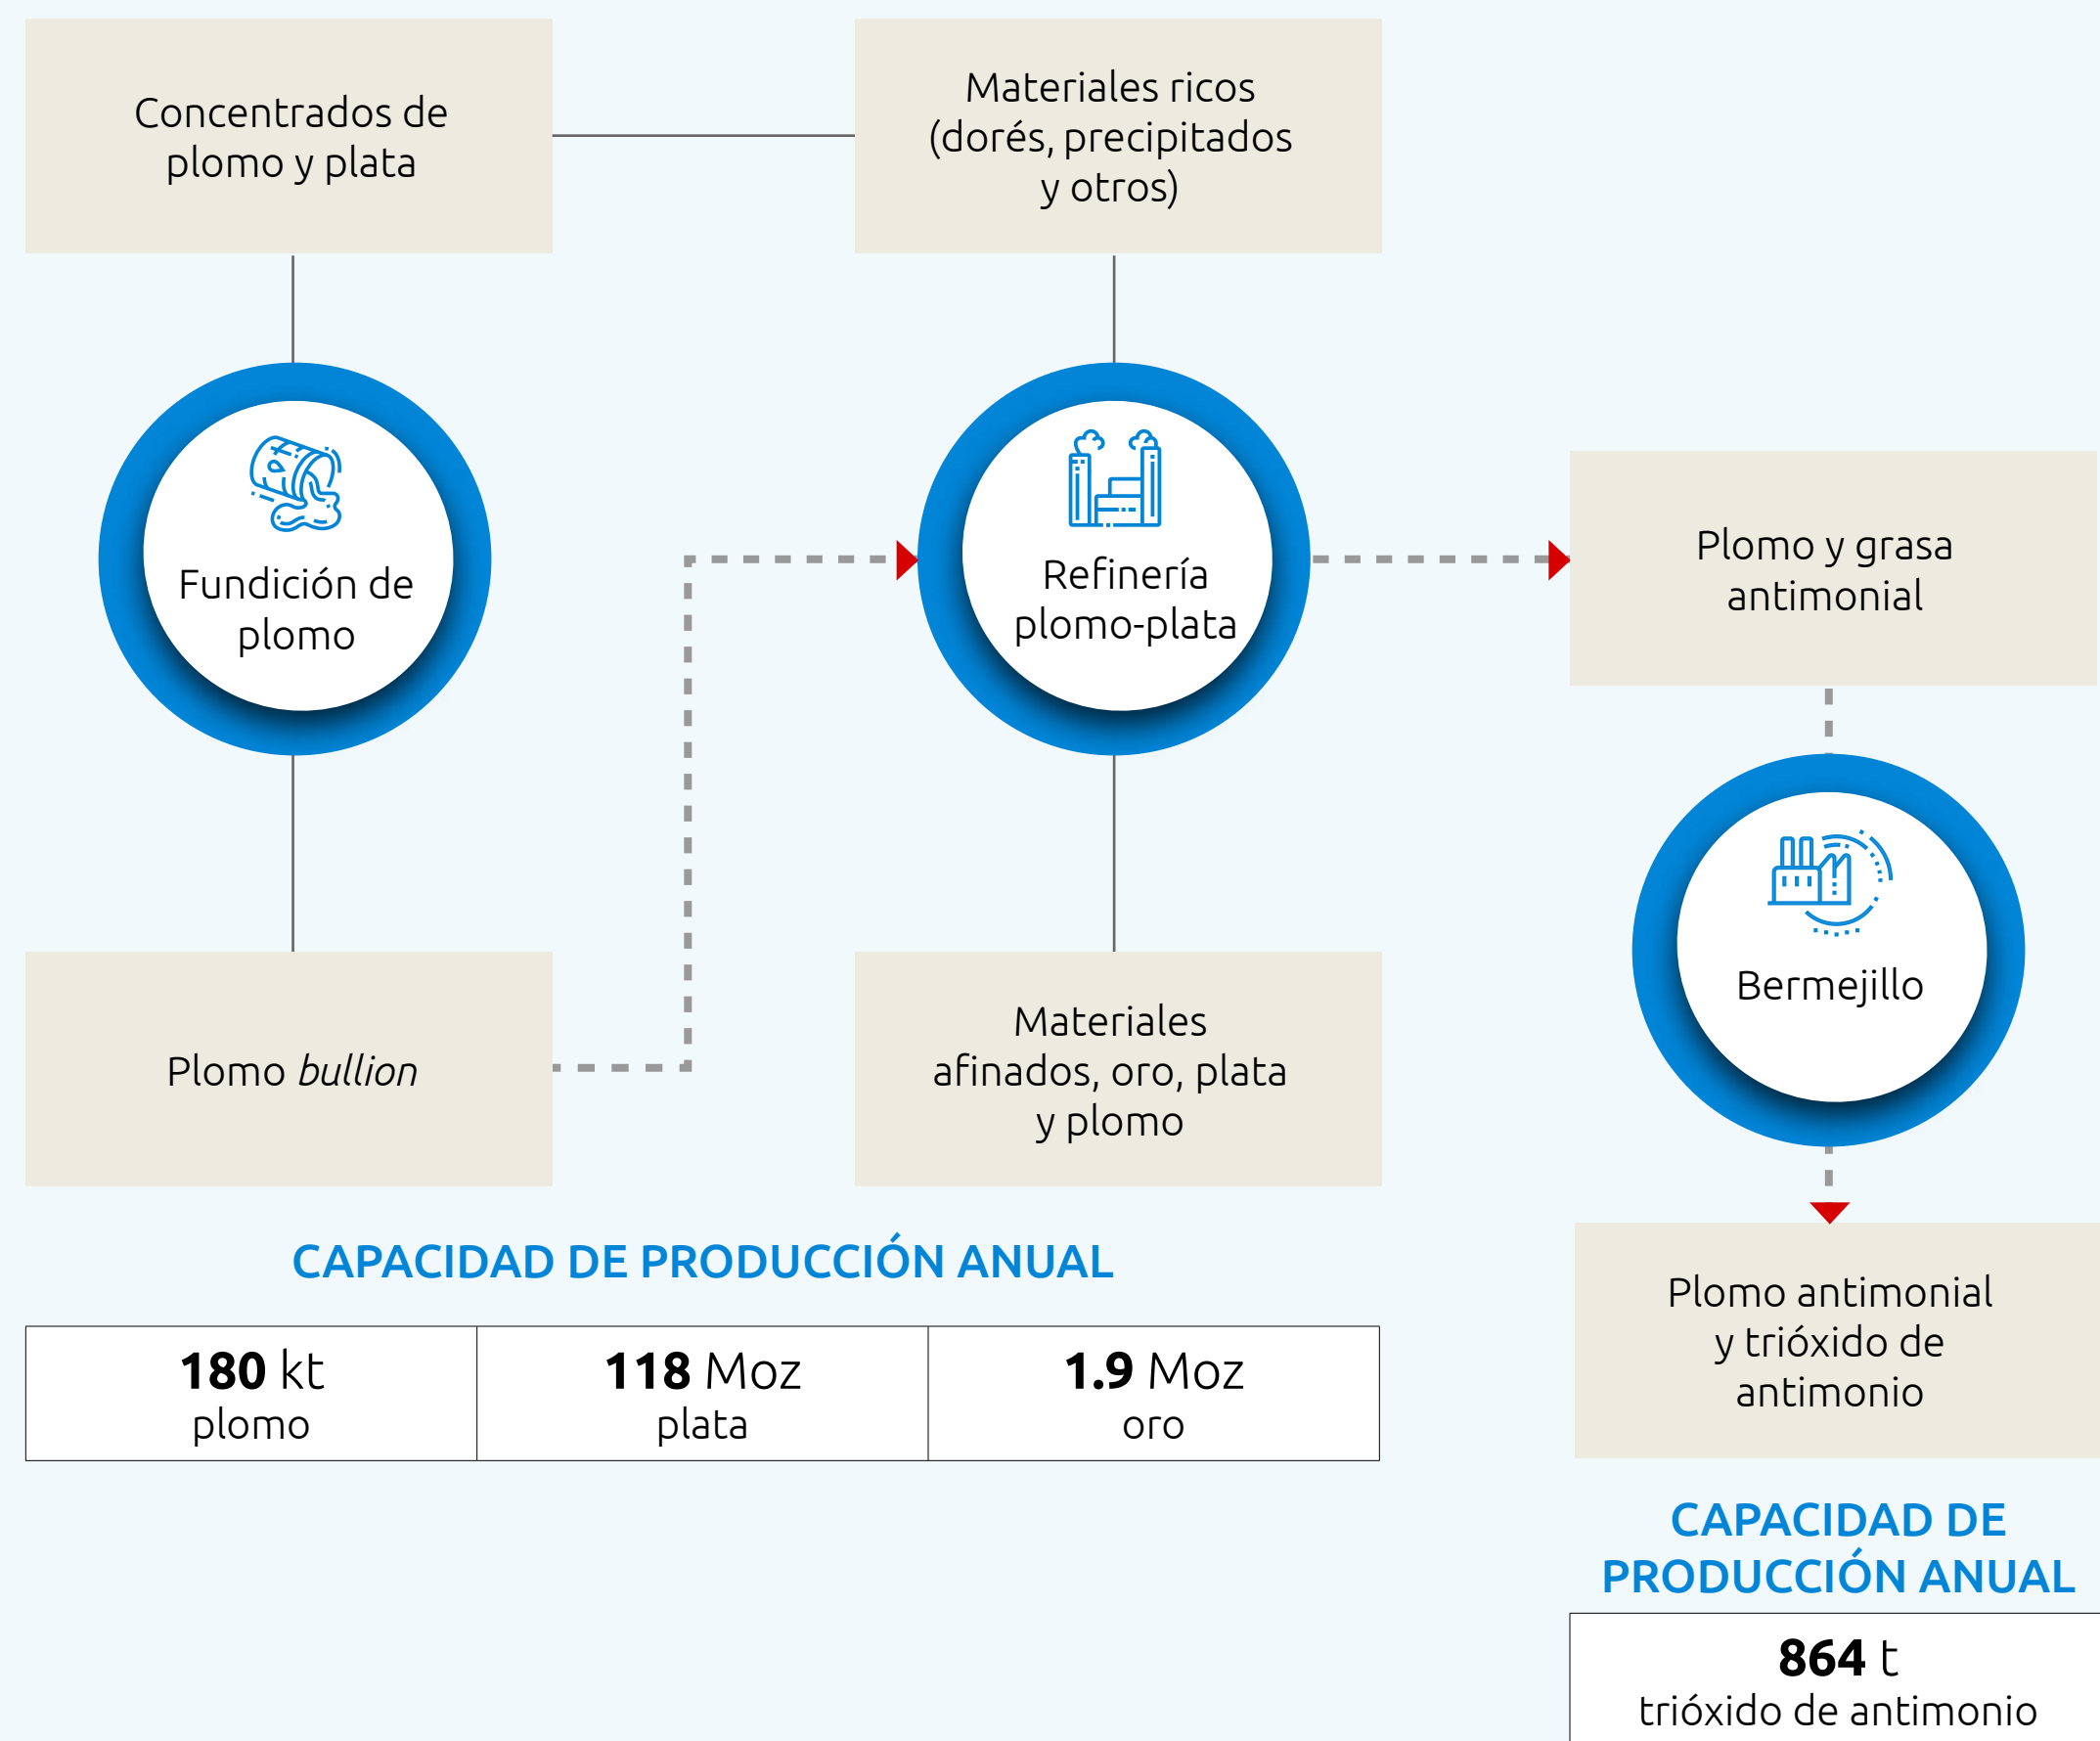 Concentrados de
plomo y plata
Materiales ricos
(dorés, precipitados
y otros)
Fundición de
plomo
Refinería
plomo-plata
Plomo y grasa
antimonial
Bermejillo
Plomo bullion
Materiales
afinados, oro, plata
y plomo
CAPACIDAD DE PRODUCCIÓN ANUAL
180 kt
plomo
118 Moz
plata
1.9 Moz
oro
Plomo antimonial
y trióxido de
antimonio
CAPACIDAD DE
PRODUCCIÓN ANUAL
864 t
trióxido de antimonio